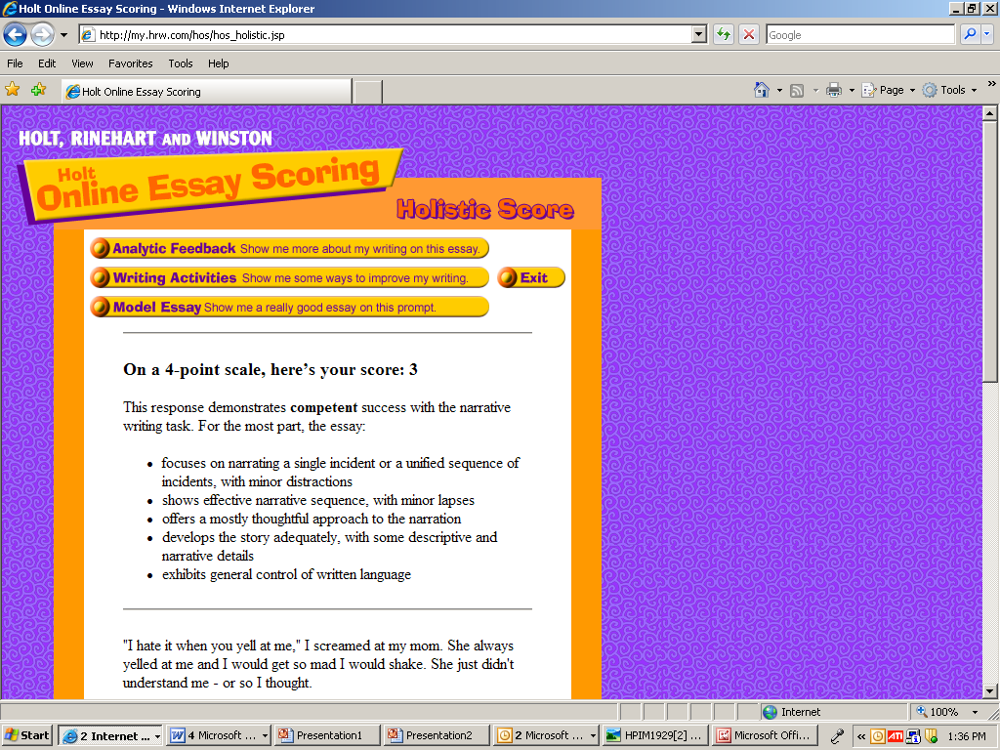 Holt Online Essay Scoring - Windows Internet Explorer
http://my.hrw.com/hos/hos_holistic.jsp
Google
File Edit View Favorites Tools Help
Holt Online Essay Scoring
Page Tools »
HOLT, RINEHART AND WINSTON
Holt
Online Essay Scoring
Holistic Score
Analytic Feedback Show me more about my writing on this essay.
Writing Activities Show me some ways to improve my writing.
Exit
Model Essay Show me a really good essay on this prompt.
On a 4-point scale, here's your score: 3
This response demonstrates competent success with the narrative
writing task. For the most part, the essay:
• focuses on narrating a single incident or a unified sequence of
incidents, with minor distractions
• shows effective narrative sequence, with minor lapses
• offers a mostly thoughtful approach to the narration
• develops the story adequately, with some descriptive and
narrative details
• exhibits general control of written language
"I hate it when you yell at me," I screamed at my mom. She always
yelled at me and I would get so mad I would shake. She just didn't
understand me - or so I thought.
Internet 100%
Start 2 Internet ... 4 Microsoft ... Presentation1 Presentation2 2 Microsoft ... HPIM1929[2] ... Microsoft Offi... « ATI 1:36 PM